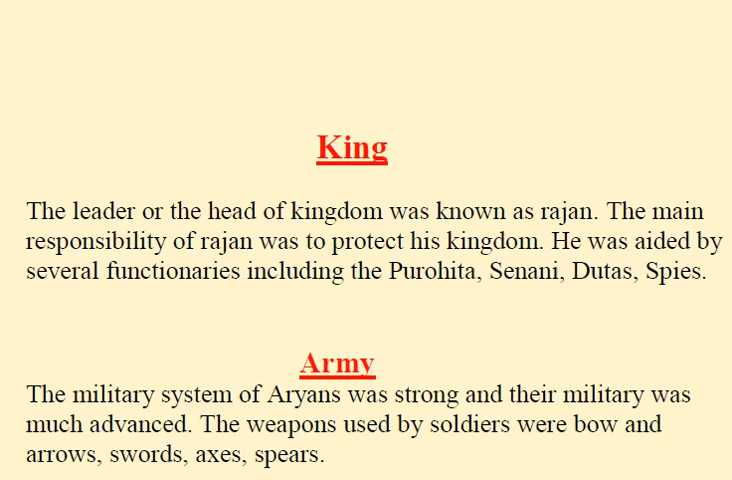 King
The leader or the head of kingdom was known as rajan. The main
responsibility of rajan was to protect his kingdom. He was aided by
several functionaries including the Purohita, Senani, Dutas, Spies.
Army
The military system of Aryans was strong and their military was
much advanced. The weapons used by soldiers were bow and
arrows, swords, axes, spears.